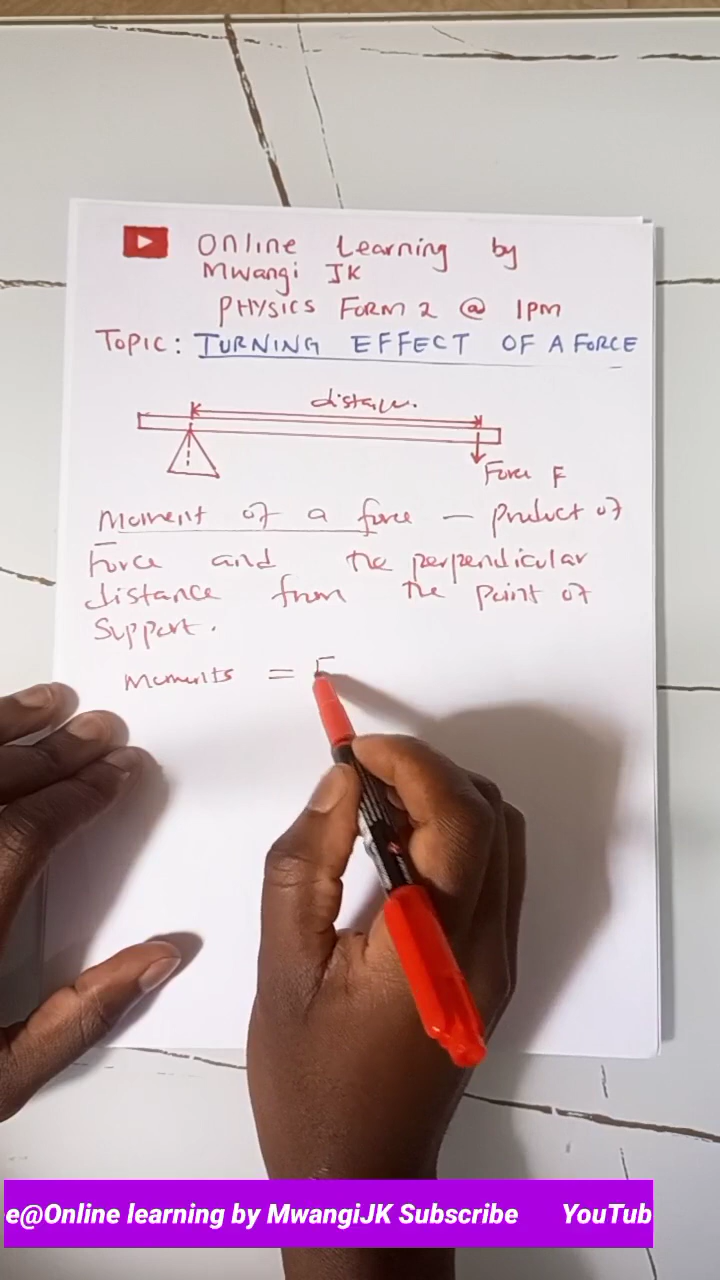 Online Learning by
Mwangi JK
PHYSICS FORM 2 @ 1PM
TOPIC: TURNING EFFECT OF A FORCE
distance.
Force F
Moment of a force — Product of
Force and the perpendicular
distance from the point of
Support.
Moments = F
e@Online learning by MwangiJK Subscribe YouTub